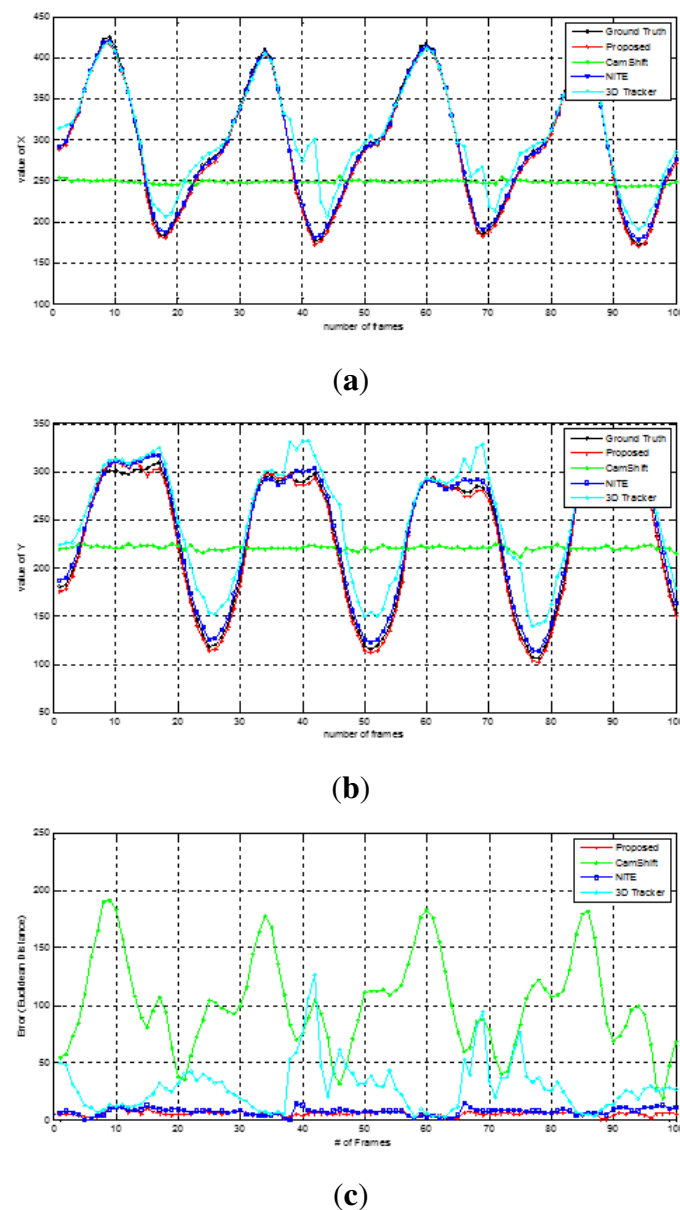 450
400
350
300
250
200
150
100
0 10 20 30 40 50 60 70 80 90 100
value of X
number of frames
Ground Truth
Proposed
CamShift
NITE
3D Tracker
(a)
350
300
250
200
150
100
50
0 10 20 30 40 50 60 70 80 90 100
value of Y
number of frames
Ground Truth
Proposed
CamShift
NITE
3D Tracker
(b)
250
200
150
100
50
0
0 10 20 30 40 50 60 70 80 90 100
Error (Euclidean Distance)
# of Frames
Proposed
CamShift
NITE
3D Tracker
(c)